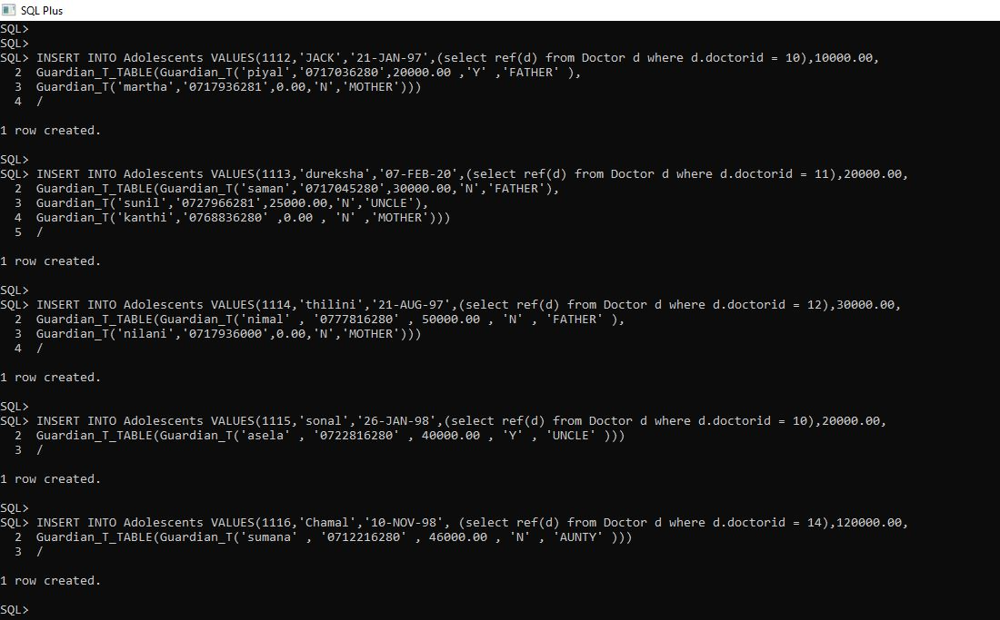 SQL Plus
SQL>
SQL>
SQL> INSERT INTO Adolescents VALUES(1112,'JACK','21-JAN-97',(select ref(d) from Doctor d where d.doctorid = 10),10000.00,
  2  Guardian_T_TABLE(Guardian_T('piyal','0717036280',20000.00 ,'Y' ,'FATHER' ),
  3  Guardian_T('martha','0717936281',0.00,'N','MOTHER')))
  4  /
1 row created.
SQL>
SQL> INSERT INTO Adolescents VALUES(1113,'dureksha','07-FEB-20',(select ref(d) from Doctor d where d.doctorid = 11),20000.00,
  2  Guardian_T_TABLE(Guardian_T('saman','0717045280',30000.00,'N','FATHER'),
  3  Guardian_T('sunil','0727966281',25000.00,'N','UNCLE'),
  4  Guardian_T('kanthi','0768836280' ,0.00 , 'N' ,'MOTHER')))
  5  /
1 row created.
SQL>
SQL> INSERT INTO Adolescents VALUES(1114,'thilini','21-AUG-97',(select ref(d) from Doctor d where d.doctorid = 12),30000.00,
  2  Guardian_T_TABLE(Guardian_T('nimal' , '0777816280' , 50000.00 , 'N' , 'FATHER' ),
  3  Guardian_T('nilani','0717936000',0.00,'N','MOTHER')))
  4  /
1 row created.
SQL>
SQL> INSERT INTO Adolescents VALUES(1115,'sonal','26-JAN-98',(select ref(d) from Doctor d where d.doctorid = 10),20000.00,
  2  Guardian_T_TABLE(Guardian_T('asela' , '0722816280' , 40000.00 , 'Y' , 'UNCLE' )))
  3  /
1 row created.
SQL>
SQL> INSERT INTO Adolescents VALUES(1116,'Chamal','10-NOV-98', (select ref(d) from Doctor d where d.doctorid = 14),120000.00,
  2  Guardian_T_TABLE(Guardian_T('sumana' , '0712216280' , 46000.00 , 'N' , 'AUNTY' )))
  3  /
1 row created.
SQL>